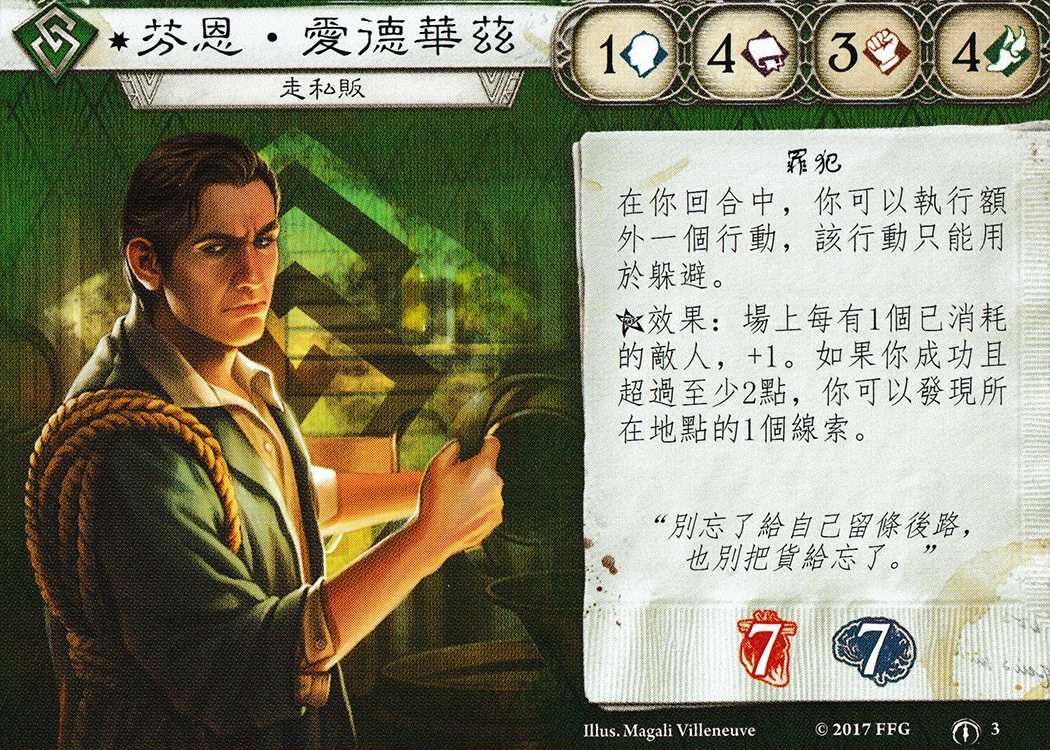 芬恩·愛德華茲
走私販
1 4 3 4
罪犯
在你回合中，你可以執行額
外一個行動，該行動只能用
於躲避。
效果：場上每有1個已消耗
的敵人，+1。如果你成功且
超過至少2點，你可以發現所
在地點的1個線索。
“別忘了給自己留條後路，
也別把貨給忘了。”
7 7
Illus. Magali Villeneuve © 2017 FFG 3